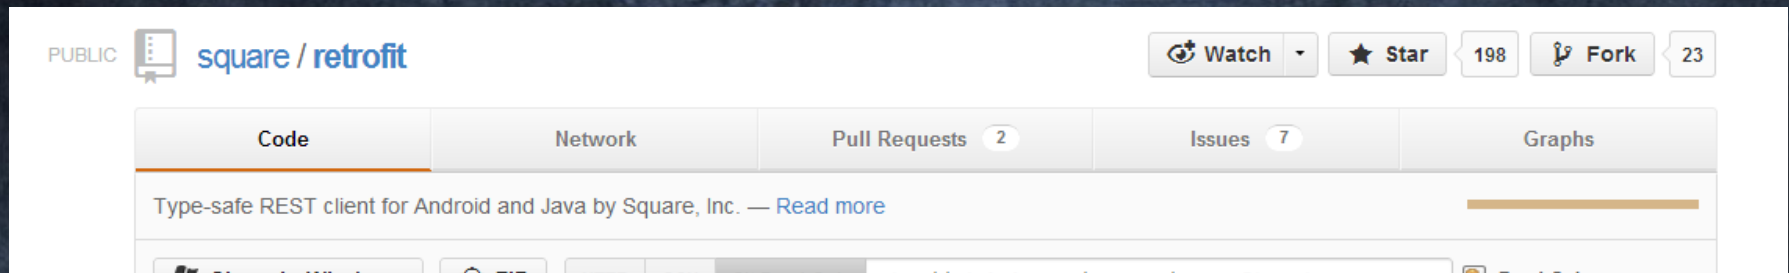 PUBLIC square / retrofit Watch Star 198 Fork 23
Code Network Pull Requests 2 Issues 7 Graphs
Type-safe REST client for Android and Java by Square, Inc. — Read more